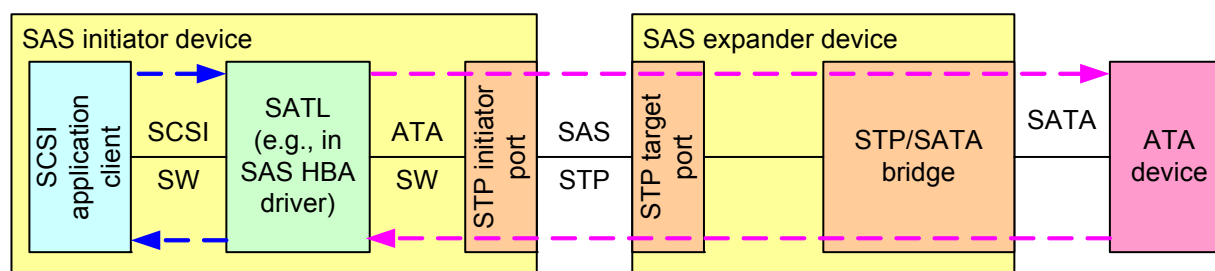 SAS initiator device
SCSI
application
client
SCSI
SW
SATL
(e.g., in
SAS HBA
driver)
ATA
SW
STP initiator
port
SAS
STP
SAS expander device
STP target
port
STP/SATA
bridge
SATA
ATA
device